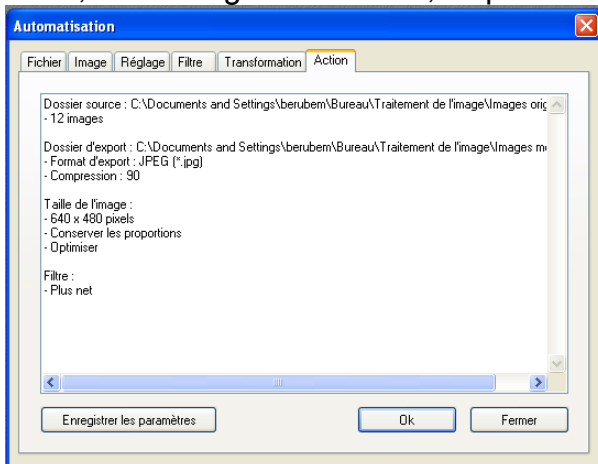 Automatisation
Fichier Image Réglage Filtre Transformation Action
Dossier source : C:\Documents and Settings\berubem\Bureau\Traitement de l'image\Images orig
- 12 images
Dossier d'export : C:\Documents and Settings\berubem\Bureau\Traitement de l'image\Images m
- Format d'export : JPEG (*.jpg)
- Compression : 90
Taille de l'image :
- 640 x 480 pixels
- Conserver les proportions
- Optimiser
Filtre :
- Plus net
Enregistrer les paramètres Ok Fermer